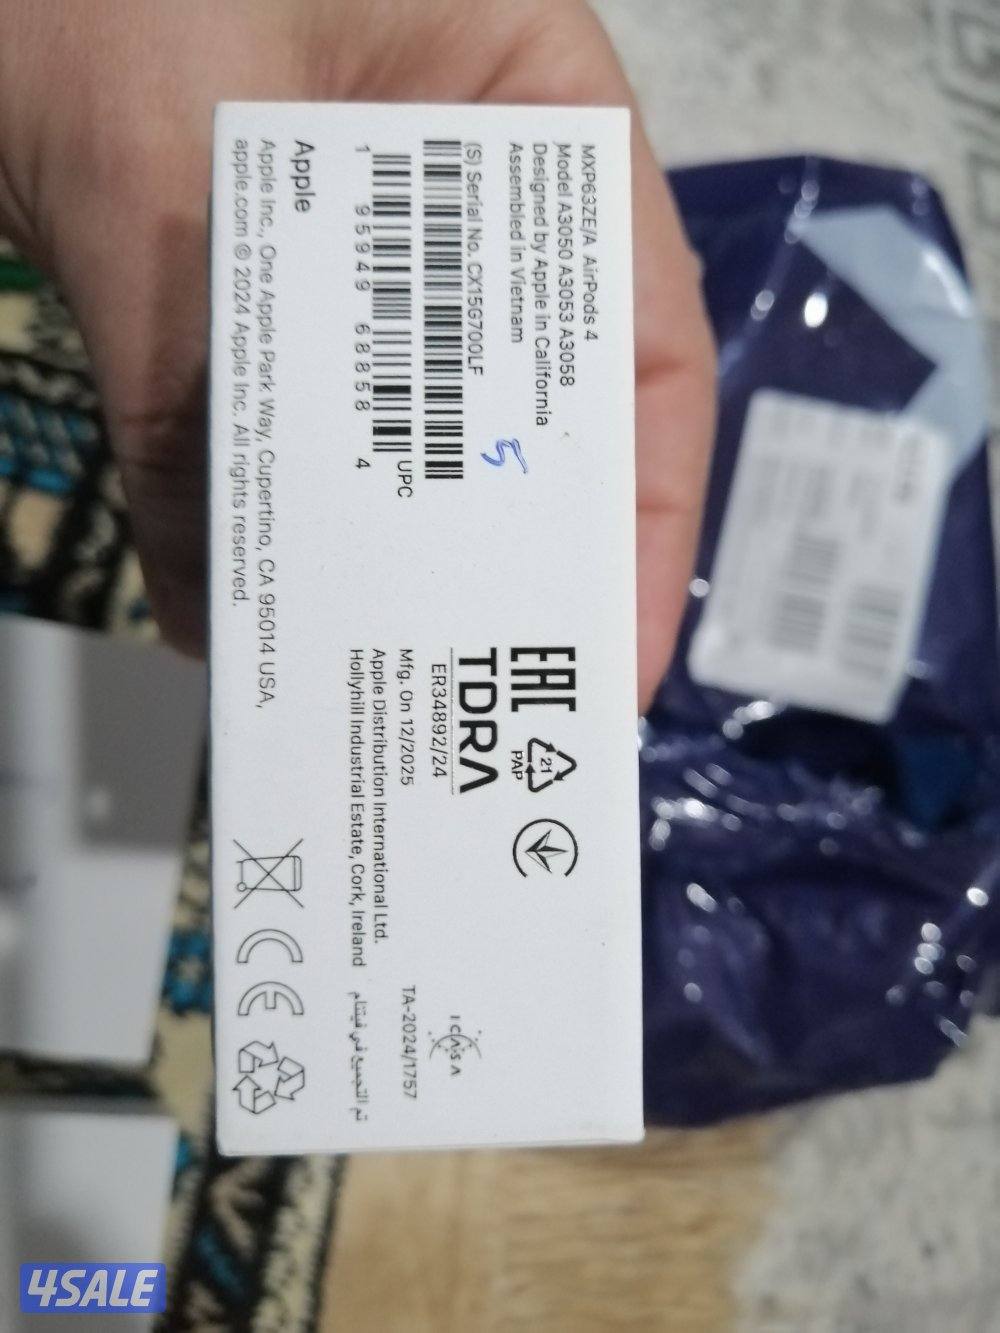 MXP63ZE/A AirPods 4
Model A3050 A3053 A3058
Designed by Apple in California
Assembled in Vietnam
(S) Serial No. CX15G700LF
UPC
1 95949 68858 4
Apple
Apple Inc., One Apple Park Way, Cupertino, CA 95014 USA,
apple.com © 2024 Apple Inc. All rights reserved.
5
EAC
21
PAP
TDRA
ER34892/24
Mfg. On 12/2025
Apple Distribution International Ltd.
Hollyhill Industrial Estate, Cork, Ireland
ICASA
TA-2024/1757
تم التجميع في فيتنام
CE
4SALE